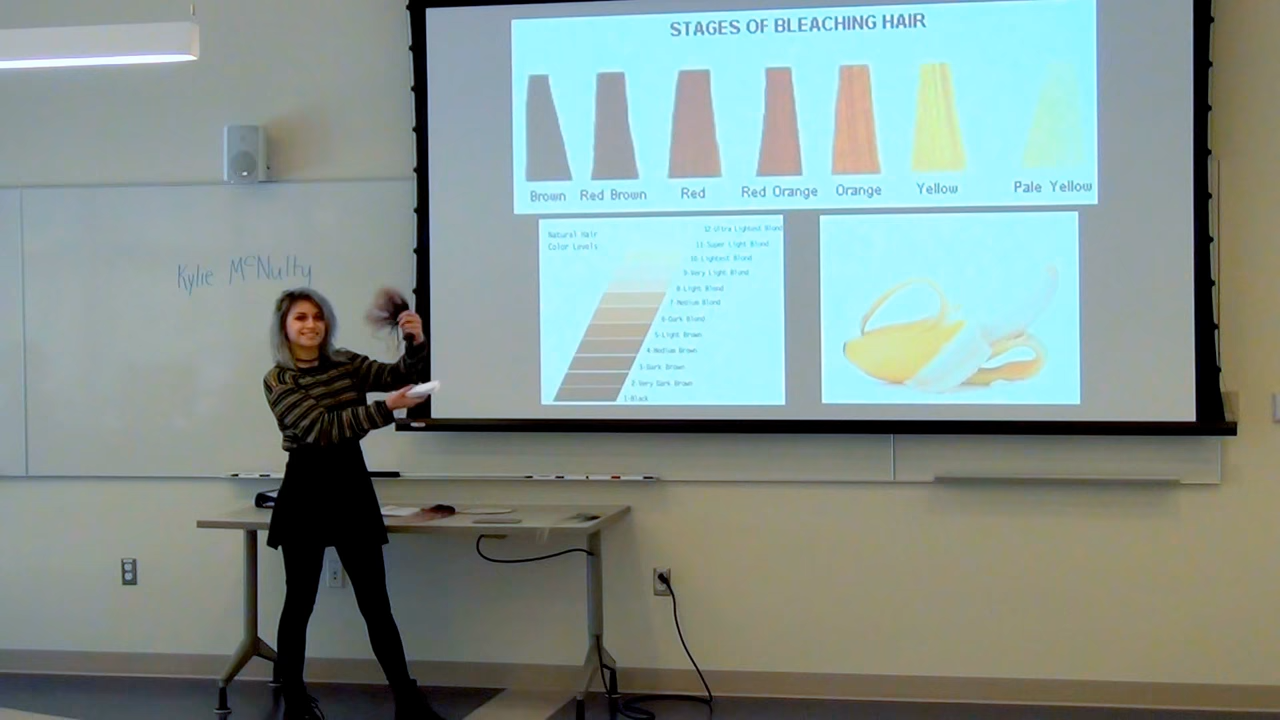 STAGES OF BLEACHING HAIR
Brown
Red Brown
Red
Red Orange
Orange
Yellow
Pale Yellow
Kylie McNulty
Natural Hair
Color Levels
12-Ultra Lightest Blond
11-Super Light Blond
10-Lightest Blond
9-Very Light Blond
8-Light Blond
7-Medium Blond
6-Dark Blond
5-Light Brown
4-Medium Brown
3-Dark Brown
2-Very Dark Brown
1-Black